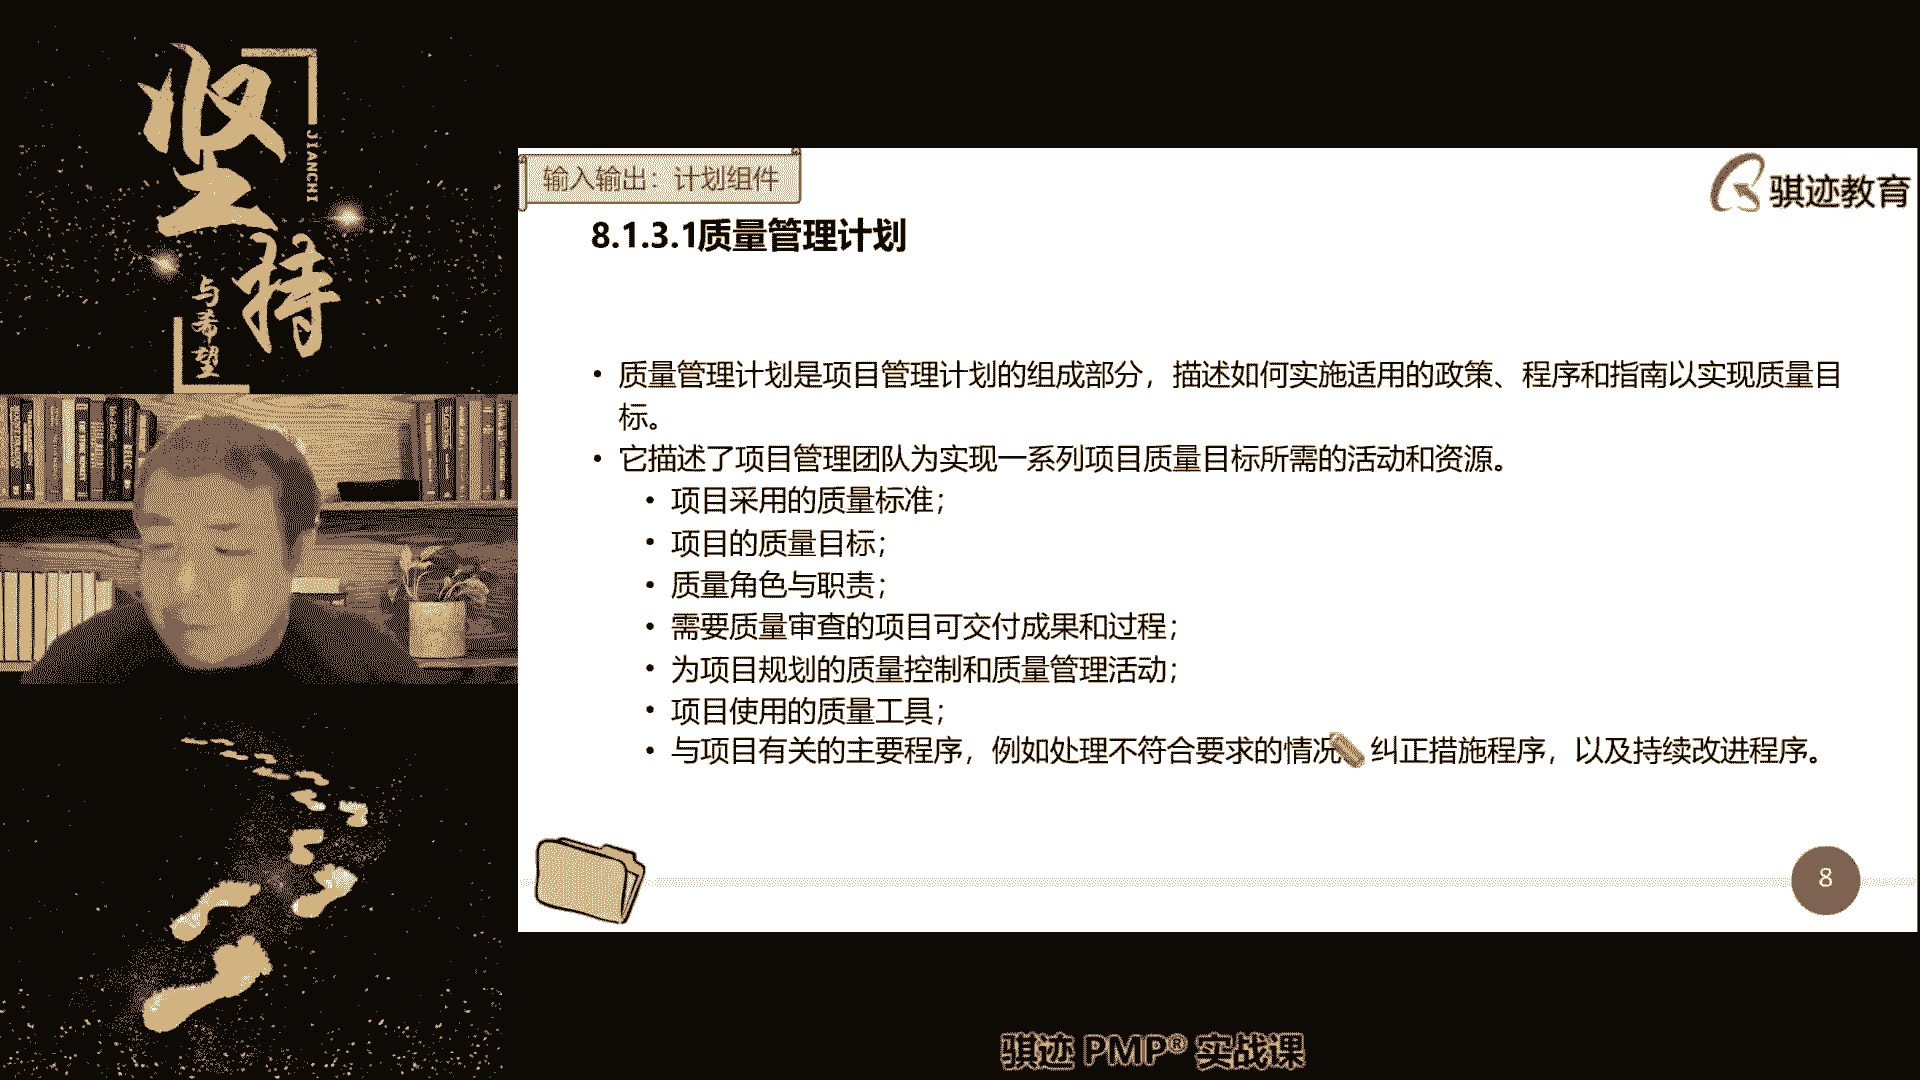 坚持
JIANCHI
与希望
输入输出：计划组件
骐迹教育
8.1.3.1质量管理计划
• 质量管理计划是项目管理计划的组成部分，描述如何实施适用的政策、程序和指南以实现质量目
标。
• 它描述了项目管理团队为实现一系列项目质量目标所需的活动和资源。
• 项目采用的质量标准；
• 项目的质量目标；
• 质量角色与职责；
• 需要质量审查的项目可交付成果和过程；
• 为项目规划的质量控制和质量管理活动；
• 项目使用的质量工具；
• 与项目有关的主要程序，例如处理不符合要求的情况 纠正措施程序，以及持续改进程序。
8
骐迹 PMP® 实战课